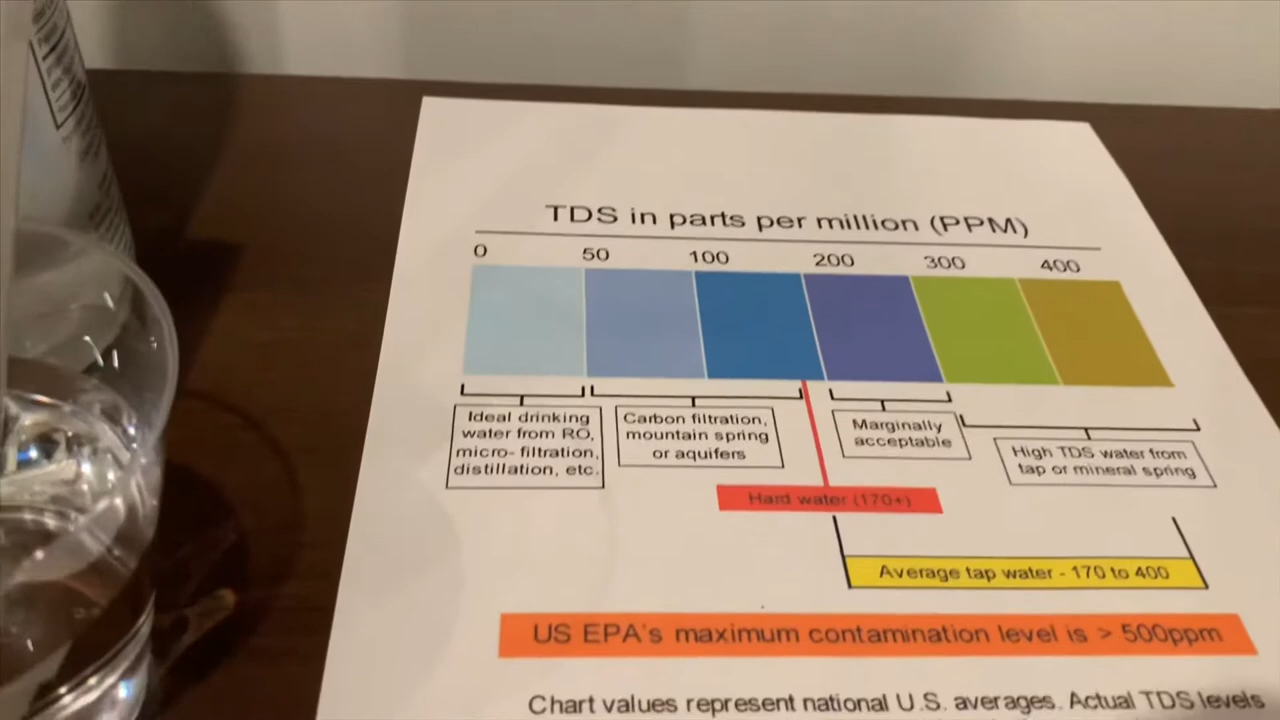 TDS in parts per million (PPM)
0 50 100 200 300 400
Ideal drinking
water from RO,
micro- filtration,
distillation, etc.
Carbon filtration,
mountain spring
or aquifers
Marginally
acceptable
High TDS water from
tap or mineral spring
Hard water (170+)
Average tap water - 170 to 400
US EPA's maximum contamination level is > 500ppm
Chart values represent national U.S. averages. Actual TDS levels